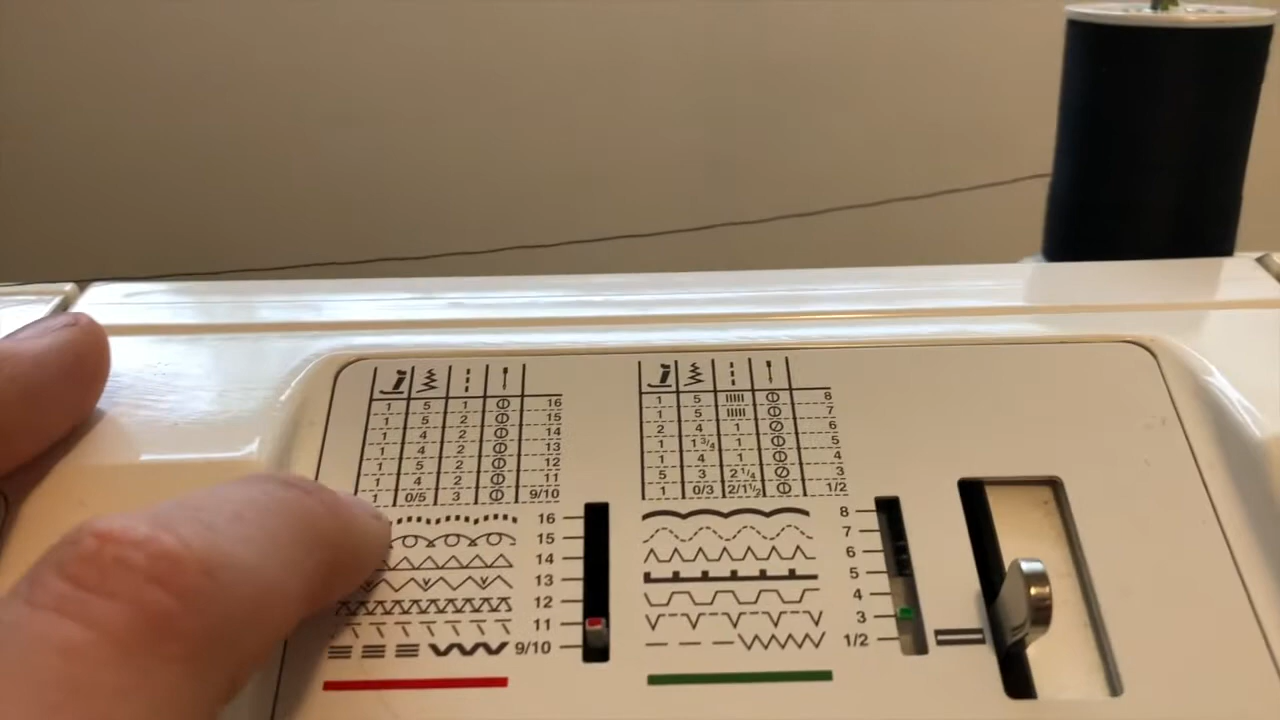 1 5 1 16
1 5 2 15
1 4 2 14
1 4 2 13
1 5 2 12
1 4 2 11
1 0/5 3 9/10
16
15
14
13
12
11
9/10
1 5 8
1 5 7
2 4 1 6
1 1 3/4 1 5
1 4 1 4
5 3 2 1/4 3
1 0/3 2/1 1/2 1/2
8
7
6
5
4
3
1/2